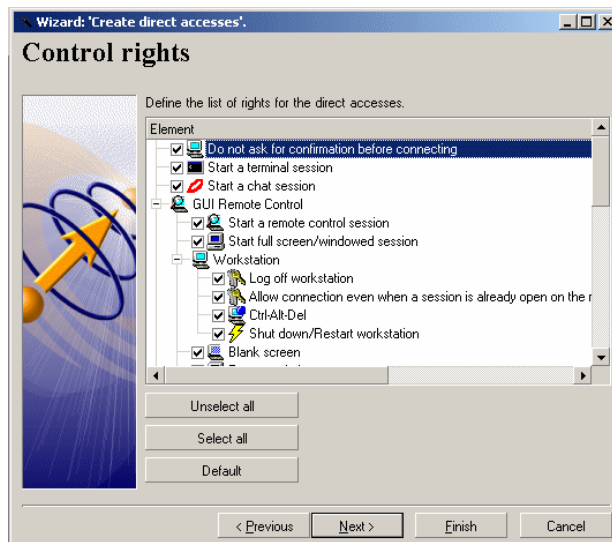 Wizard: 'Create direct accesses'.
Control rights
Define the list of rights for the direct accesses.
Element
Do not ask for confirmation before connecting
Start a terminal session
Start a chat session
GUI Remote Control
Start a remote control session
Start full screen/windowed session
Workstation
Log off workstation
Allow connection even when a session is already open on the r
Ctrl-Alt-Del
Shut down/Restart workstation
Blank screen
Unselect all
Select all
Default
< Previous
Next >
Finish
Cancel